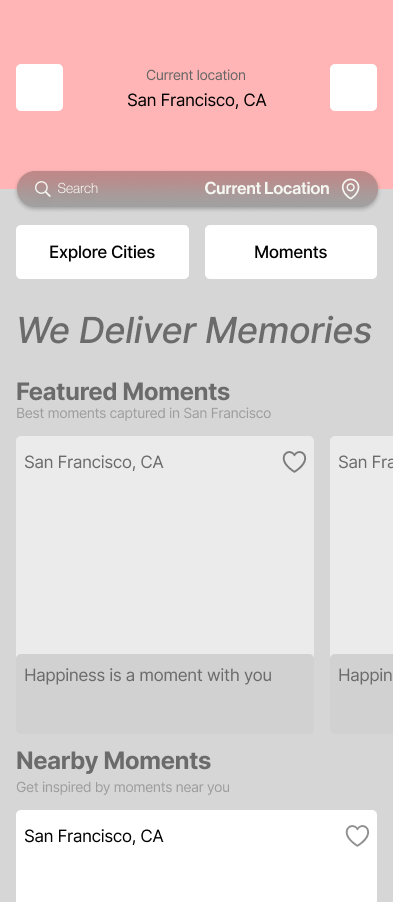 Current location
San Francisco, CA
Search
Current Location
Explore Cities
Moments
We Deliver Memories
Featured Moments
Best moments captured in San Francisco
San Francisco, CA
San Fra
Happiness is a moment with you
Happin
Nearby Moments
Get inspired by moments near you
San Francisco, CA